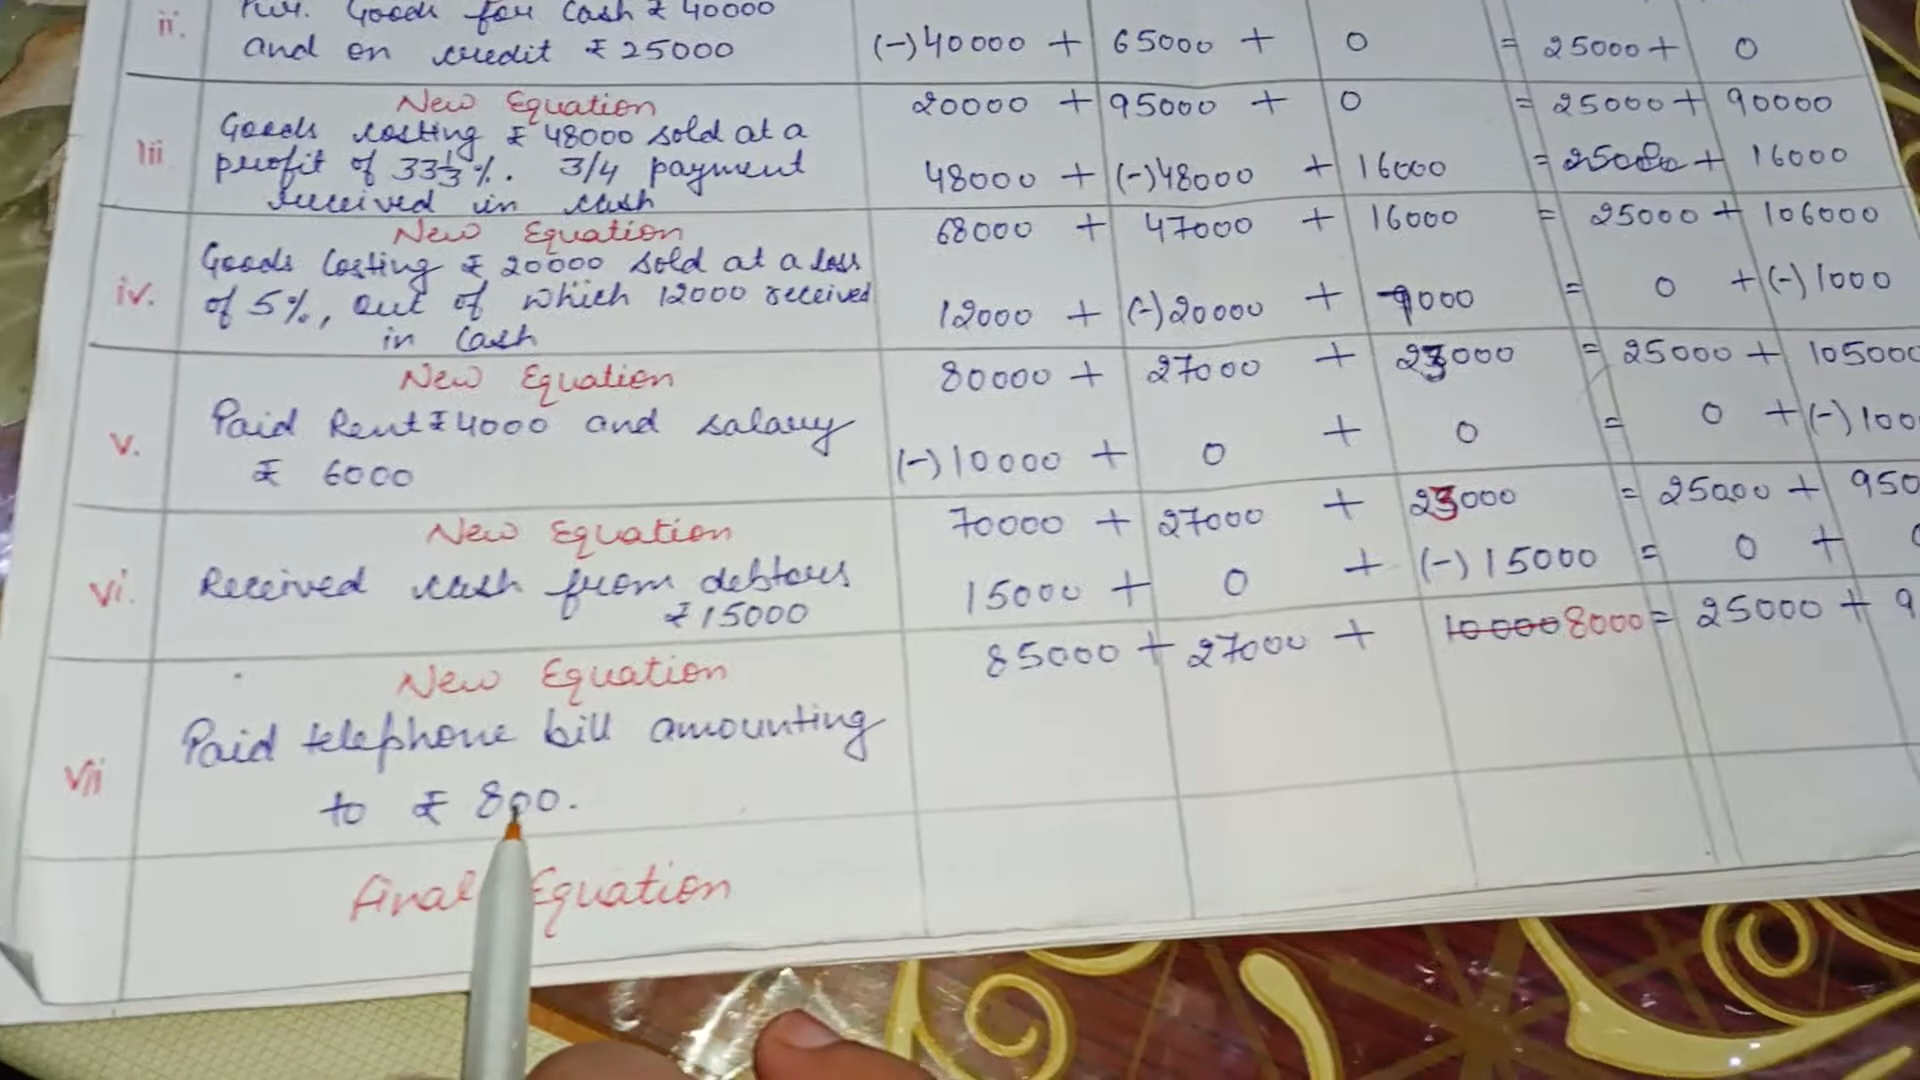 ii. Pur. Goods for Cash ₹ 40000
and on credit ₹ 25000 (-) 40000 + 65000 + 0 = 25000 + 0
New Equation 20000 + 95000 + 0 = 25000 + 90000
iii Goods costing ₹ 48000 sold at a
profit of 33⅓%. 3/4 payment 48000 + (-) 48000 + 16000 = + 16000
received in cash
New Equation 68000 + 47000 + 16000 = 25000 + 106000
iv. Goods Costing ₹ 20000 sold at a loss
of 5%, out of which 12000 received 12000 + (-) 20000 + 7000 = 0 + (-) 1000
in Cash
New Equation 80000 + 27000 + 23000 = 25000 + 105000
v. Paid Rent ₹ 4000 and salary
₹ 6000 (-) 10000 + 0 + 0 = 0 + (-) 100
New Equation 70000 + 27000 + 23000 = 25000 + 950
vi. Received cash from debtors 15000 + 0 + (-) 15000 = 0 +
₹ 15000
New Equation 85000 + 27000 + 10000 8000 = 25000 + 9
vii Paid telephone bill amounting
to ₹ 800.
Final Equation